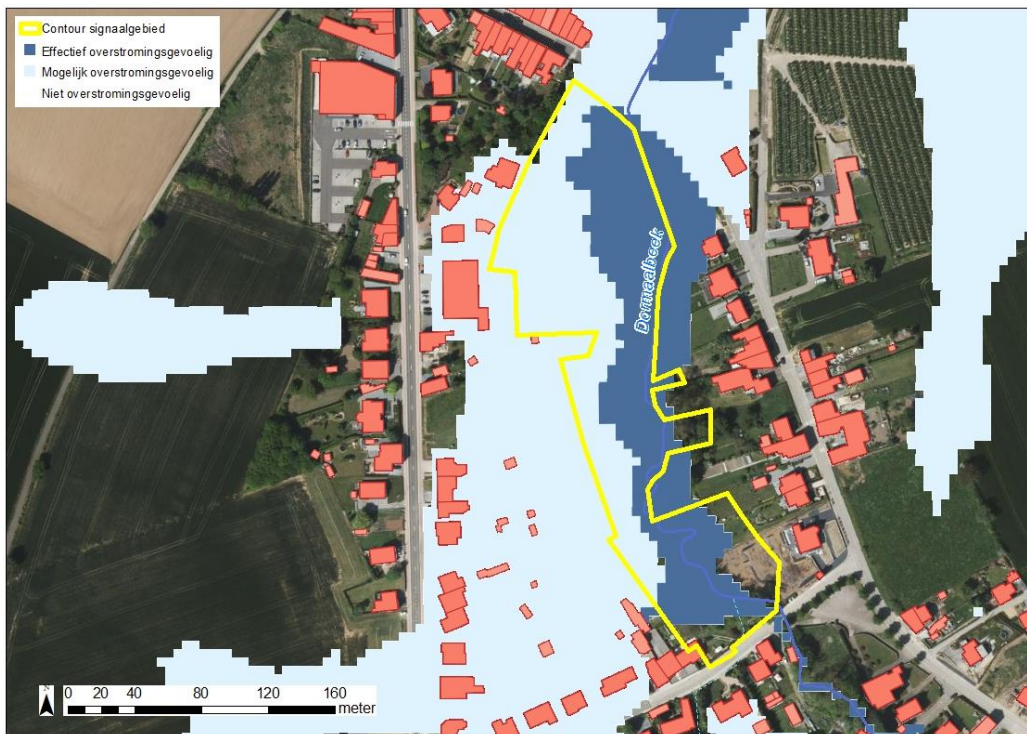 Contour signaalgebied
Effectief overstromingsgevoelig
Mogelijk overstromingsgevoelig
Niet overstromingsgevoelig
Dormaalbeek
N
0 20 40 80 120 160
meter